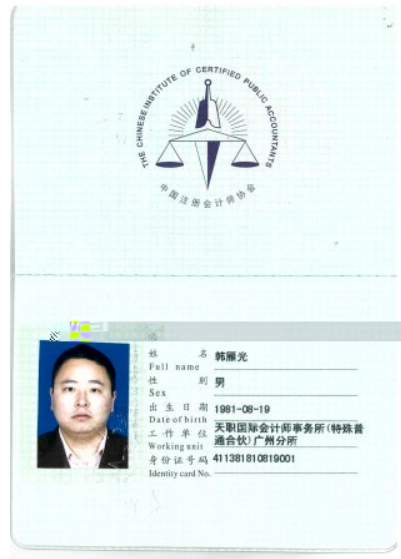 THE CHINESE INSTITUTE OF CERTIFIED PUBLIC ACCOUNTANTS
中国注册会计师协会
姓 名 韩雁光
Full name
性 别 男
Sex
出 生 日 期 1981-08-19
Date of birth
工 作 单 位 天职国际会计师事务所(特殊普
通合伙)广州分所
Working unit
身份证号码 411381810819001
Identity card No.